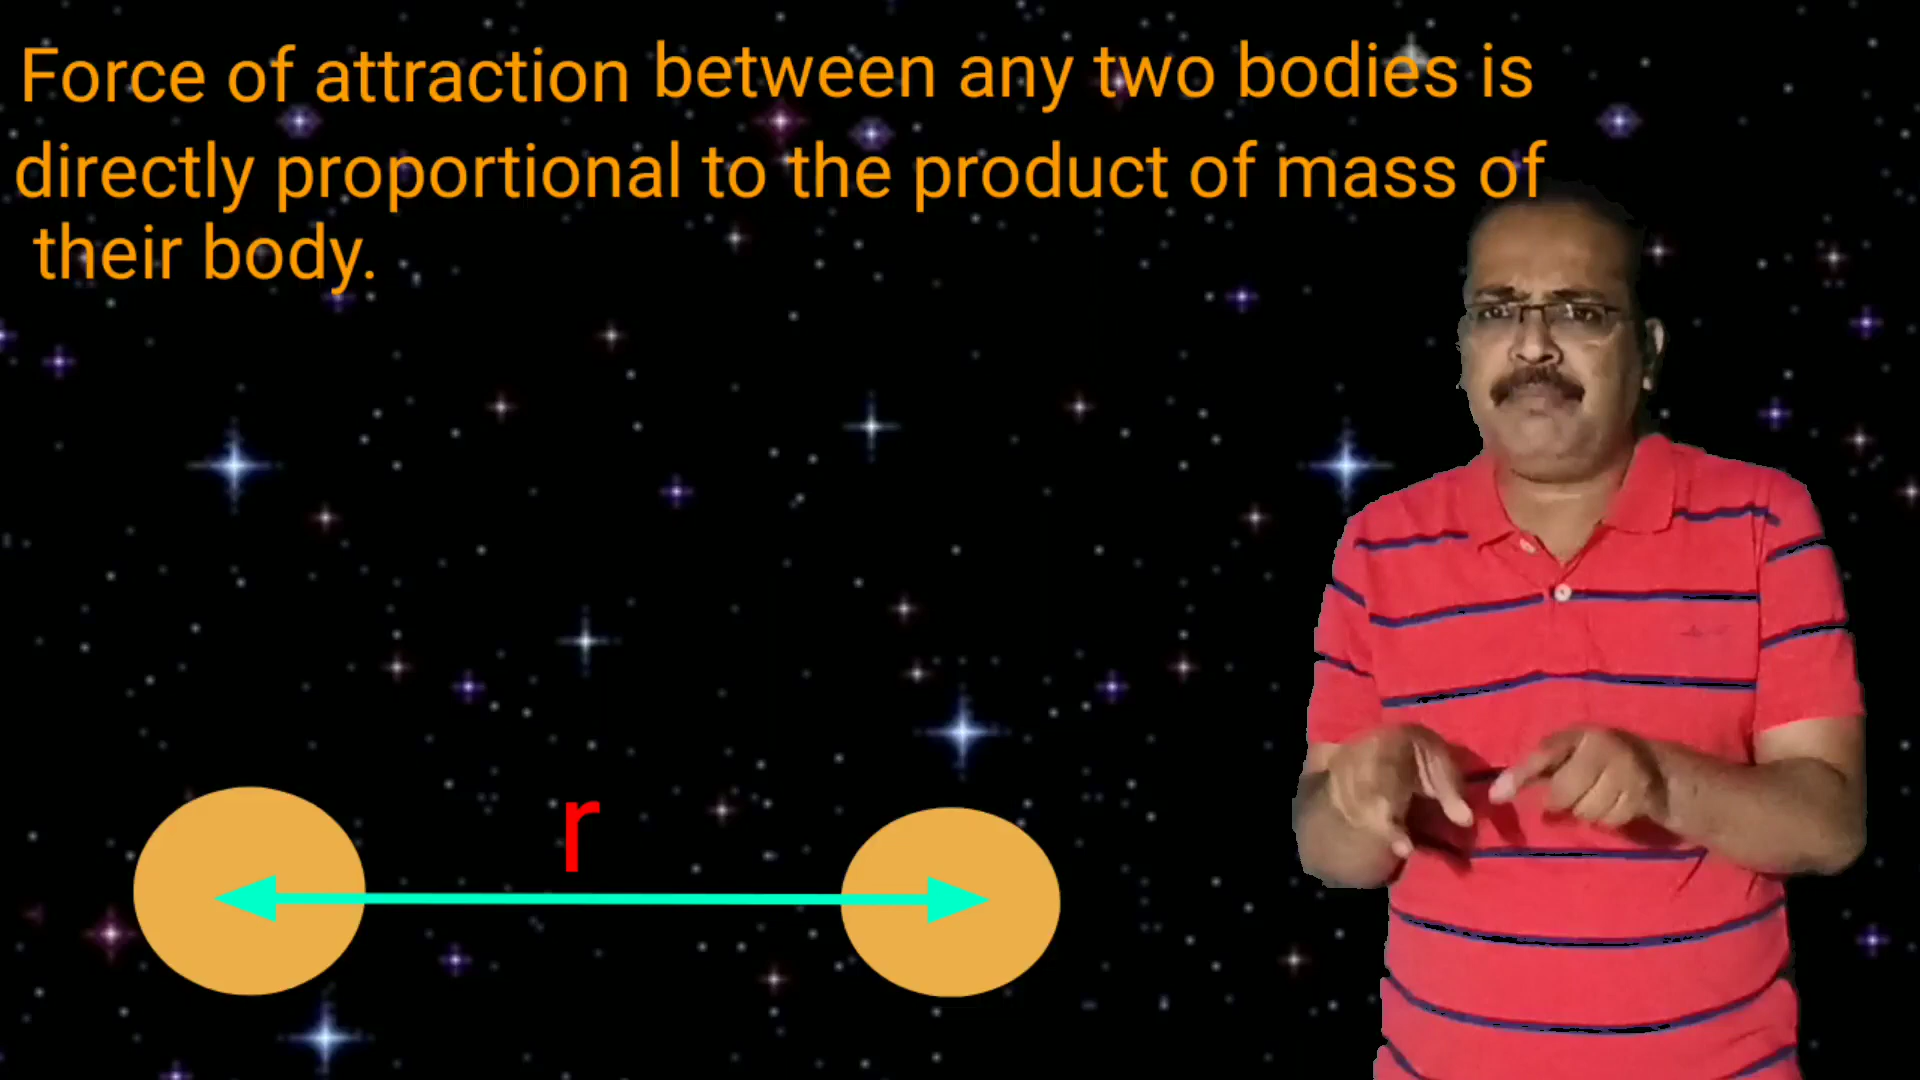 Force of attraction between any two bodies is
directly proportional to the product of mass of
their body.
r